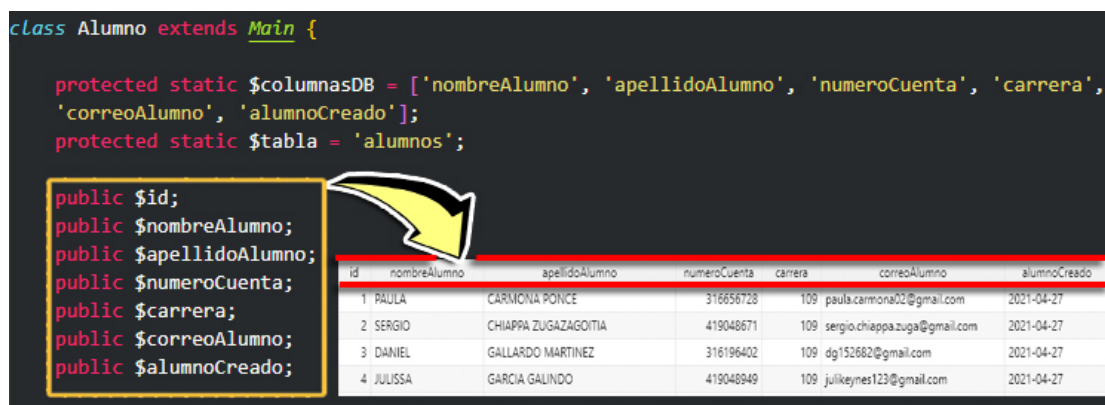 class Alumno extends Main {
protected static $columnasDB = ['nombreAlumno', 'apellidoAlumno', 'numeroCuenta', 'carrera',
'correoAlumno', 'alumnoCreado'];
protected static $tabla = 'alumnos';
public $id;
public $nombreAlumno;
public $apellidoAlumno;
public $numeroCuenta;
public $carrera;
public $correoAlumno;
public $alumnoCreado;
id nombreAlumno apellidoAlumno numeroCuenta carrera correoAlumno alumnoCreado
1 PAULA CARMONA PONCE 316656728 109 paula.carmona02@gmail.com 2021-04-27
2 SERGIO CHIAPPA ZUGAZAGOITIA 419048671 109 sergio.chiappa.zuga@gmail.com 2021-04-27
3 DANIEL GALLARDO MARTINEZ 316196402 109 dg152682@gmail.com 2021-04-27
4 JULISSA GARCIA GALINDO 419048949 109 julikeynes123@gmail.com 2021-04-27